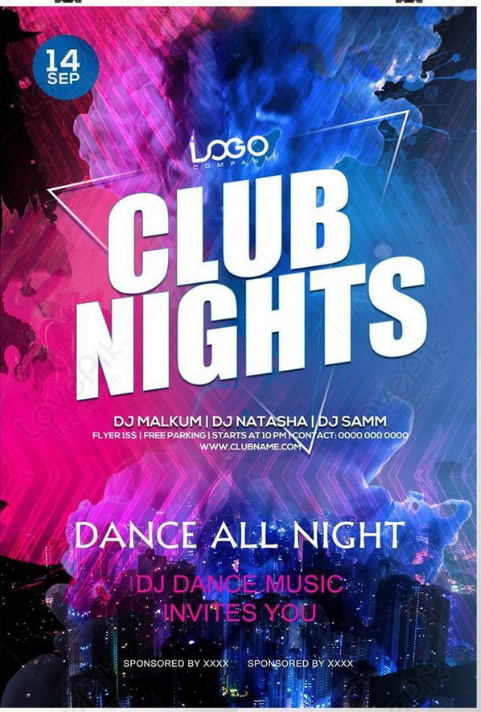 14
SEP
LOGO
COMPANY
CLUB
NIGHTS
DJ MALKUM | DJ NATASHA | DJ SAMM
FLYER 15$ | FREE PARKING | STARTS AT 10 PM | CONTACT: 0000 000 0000
WWW.CLUBNAME.COM
DANCE ALL NIGHT
DJ DANCE MUSIC
INVITES YOU
SPONSORED BY XXXX SPONSORED BY XXXX